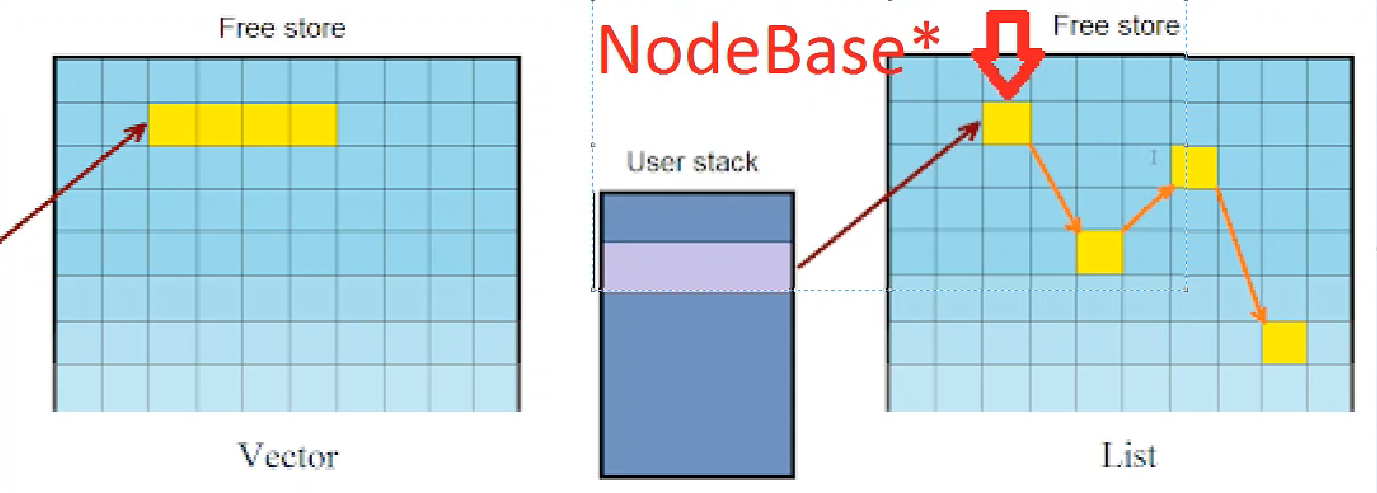 Free store
NodeBase*
Free store
User stack
Vector
List